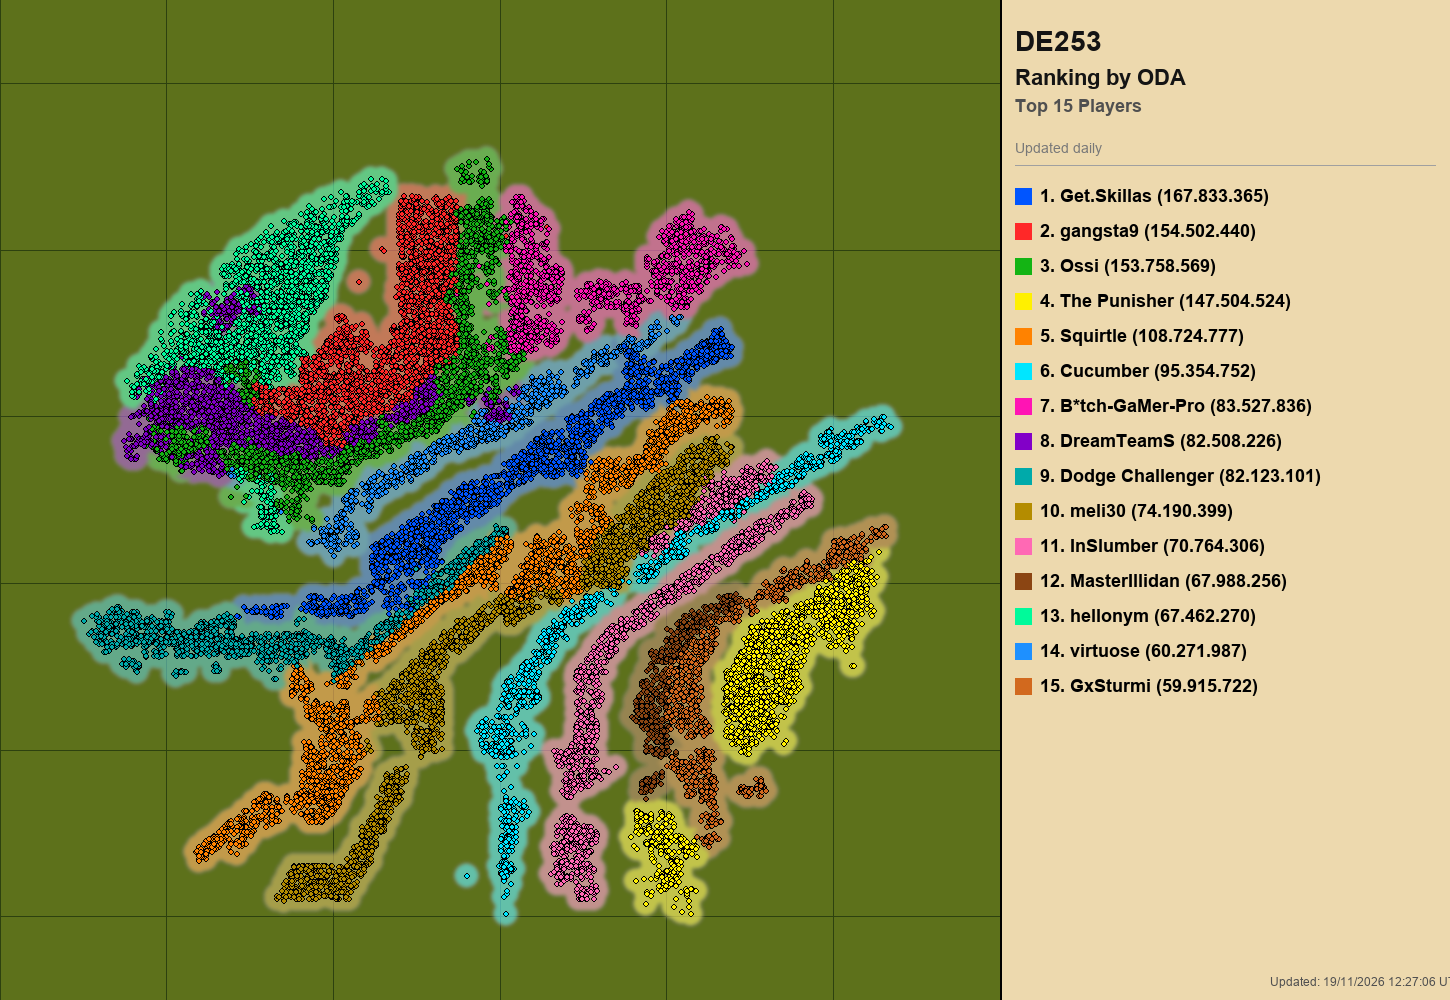 DE253
Ranking by ODA
Top 15 Players
Updated daily
1. Get.Skillas (167.833.365)
2. gangsta9 (154.502.440)
3. Ossi (153.758.569)
4. The Punisher (147.504.524)
5. Squirtle (108.724.777)
6. Cucumber (95.354.752)
7. B*tch-GaMer-Pro (83.527.836)
8. DreamTeamS (82.508.226)
9. Dodge Challenger (82.123.101)
10. meli30 (74.190.399)
11. InSlumber (70.764.306)
12. MasterIllidan (67.988.256)
13. hellonym (67.462.270)
14. virtuose (60.271.987)
15. GxSturmi (59.915.722)
Updated: 19/11/2026 12:27:06 U